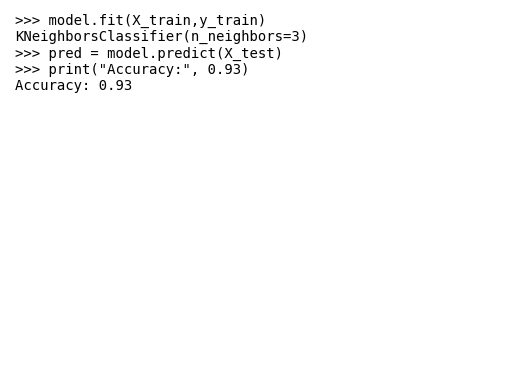 >>> model.fit(X_train,y_train)
KNeighborsClassifier(n_neighbors=3)
>>> pred = model.predict(X_test)
>>> print("Accuracy:", 0.93)
Accuracy: 0.93